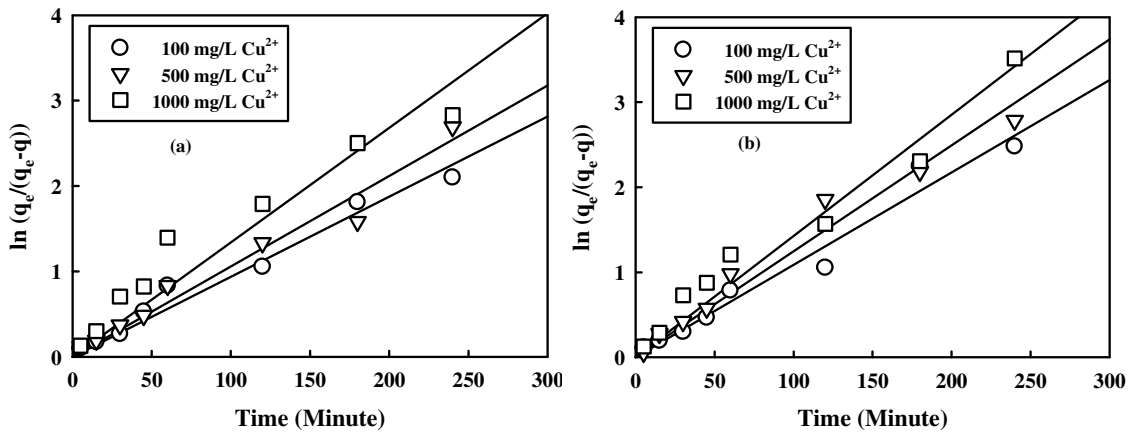 4
3
2
1
0
ln (qₑ/(qₑ-q))
100 mg/L Cu²⁺
500 mg/L Cu²⁺
1000 mg/L Cu²⁺
(a)
0 50 100 150 200 250 300
Time (Minute)
4
3
2
1
0
ln (qₑ/(qₑ-q))
100 mg/L Cu²⁺
500 mg/L Cu²⁺
1000 mg/L Cu²⁺
(b)
0 50 100 150 200 250 300
Time (Minute)